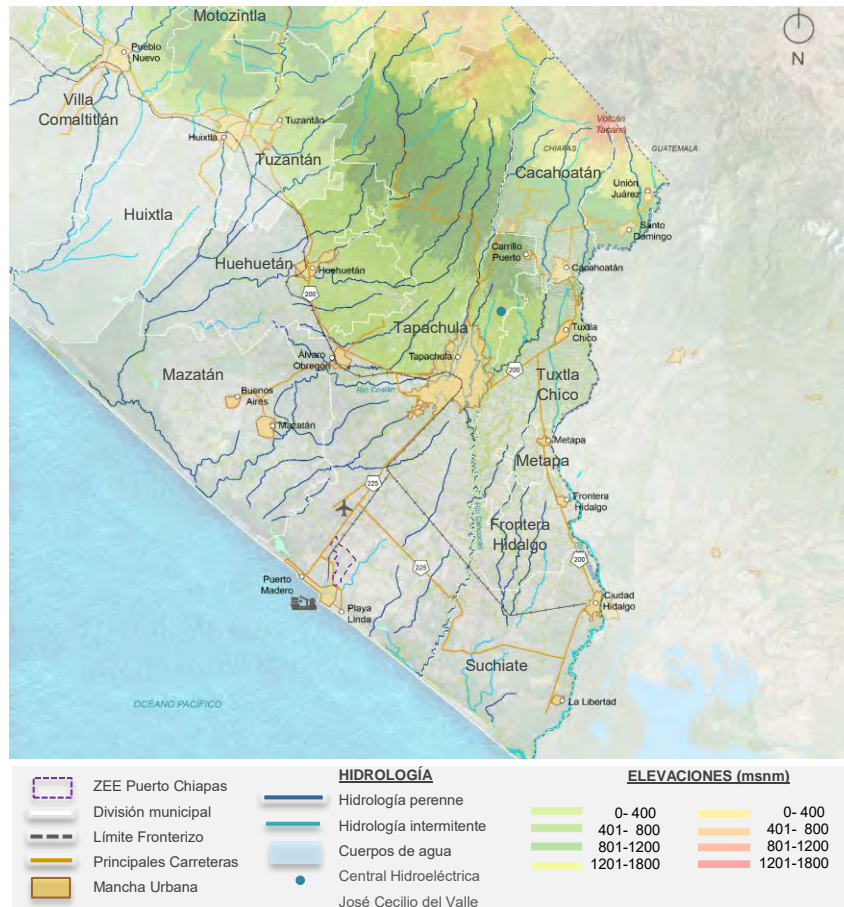 Motozintla
N
Pueblo
Nuevo
Villa
Comaltitlán
Volcán
Tacaná
Tuzantán
Huixtla
CHIAPAS
GUATEMALA
Tuzantán
Cacahoatán
Unión
Juárez
Huixtla
Santo
Domingo
Carrillo
Puerto
Huehuetán
Huehuetán
Cacahoatán
200
Tapachula
Tuxtla
Chico
Álvaro
Obregón
Tapachula
200
Mazatán
Tuxtla
Chico
Buenos
Aires
Río Coatán
Mazatán
Metapa
Metapa
225
Frontera
Hidalgo
Río Cahoacán
Frontera
Hidalgo
200
225
Puerto
Madero
Ciudad
Hidalgo
Playa
Linda
Suchiate
OCÉANO PACÍFICO
La Libertad
ZEE Puerto Chiapas
División municipal
Límite Fronterizo
Principales Carreteras
Mancha Urbana
HIDROLOGÍA
Hidrología perenne
Hidrología intermitente
Cuerpos de agua
Central Hidroeléctrica
José Cecilio del Valle
ELEVACIONES (msnm)
0- 400
401- 800
801-1200
1201-1800
0- 400
401- 800
801-1200
1201-1800